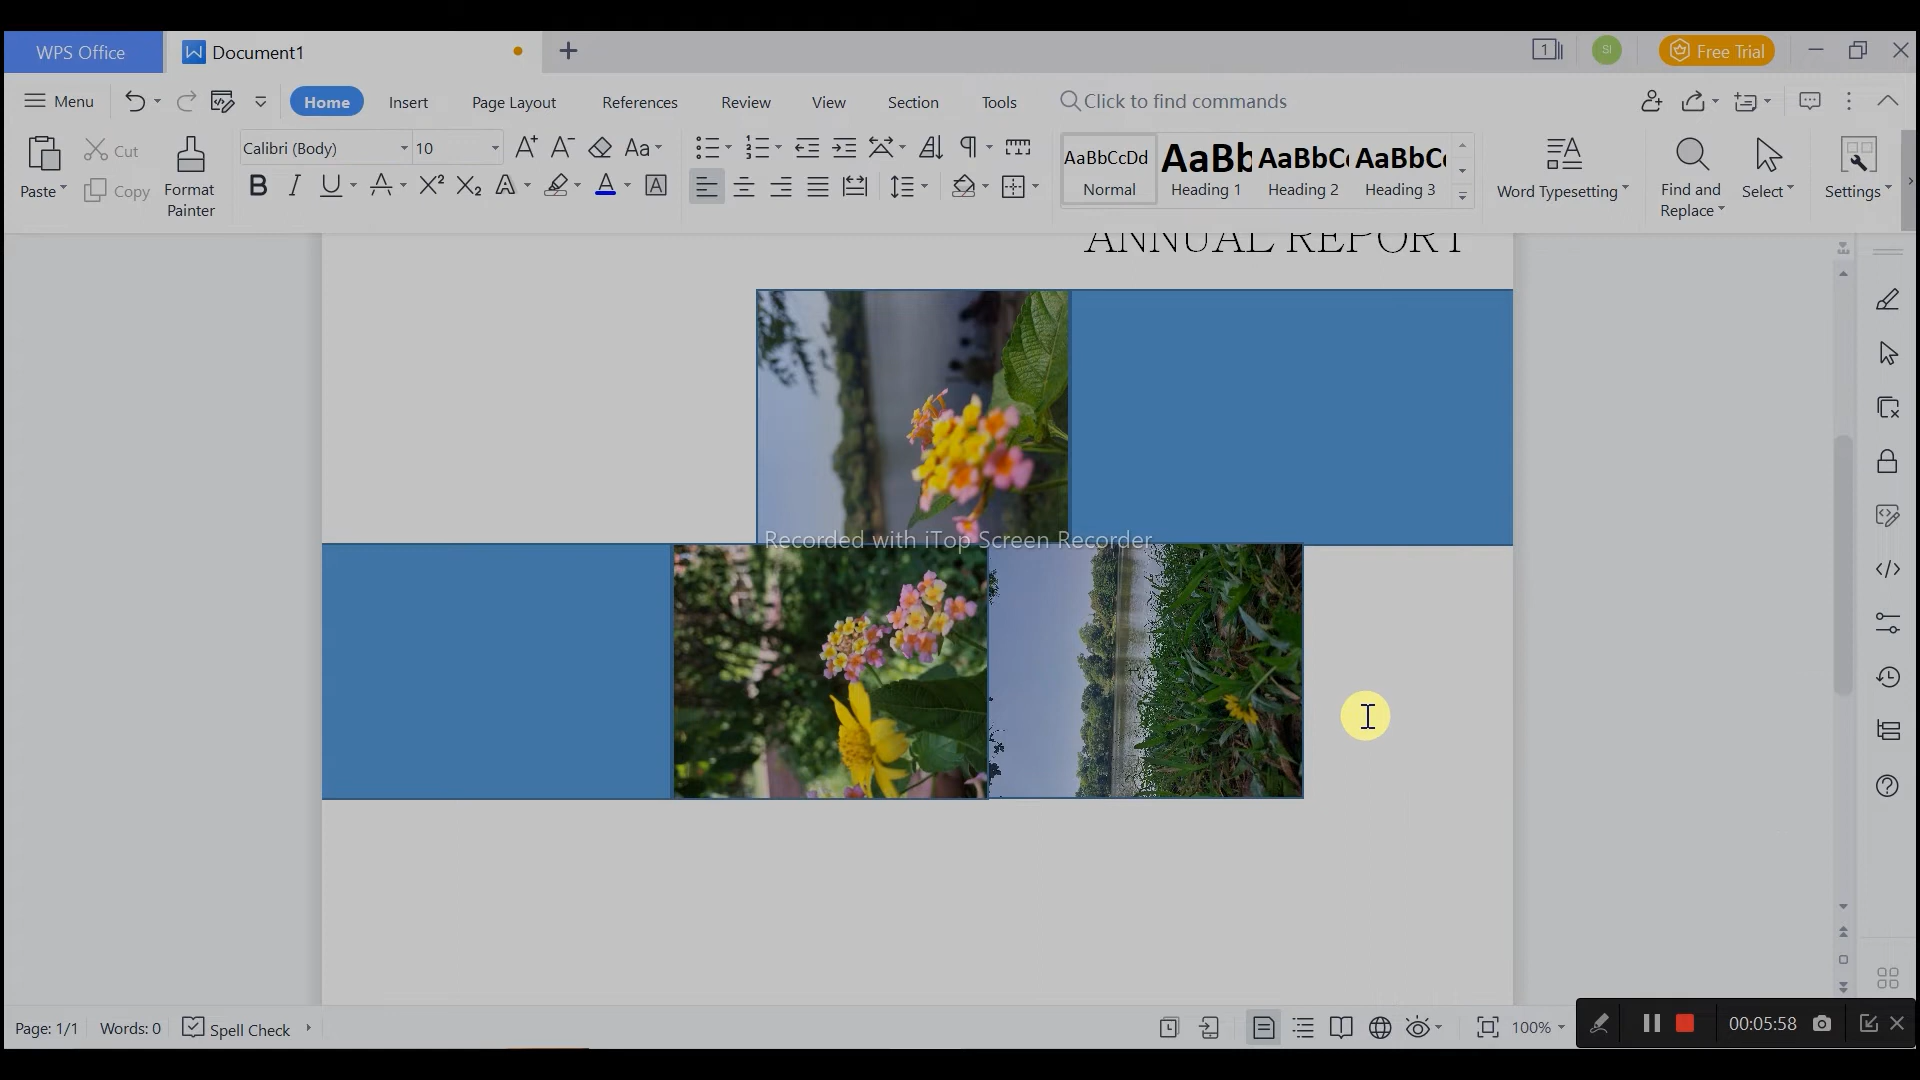 WPS Office Document1 1 SI Free Trial
Menu Home Insert Page Layout References Review View Section Tools Click to find commands
Paste Cut Copy Format Painter
Calibri (Body) 10
AaBbCcDd AaBb AaBbC AaBbC
Normal Heading 1 Heading 2 Heading 3
Word Typesetting Find and Replace Select Settings
ANNUAL REPORT
Recorded with iTop Screen Recorder
Page: 1/1 Words: 0 Spell Check 100% 00:05:58